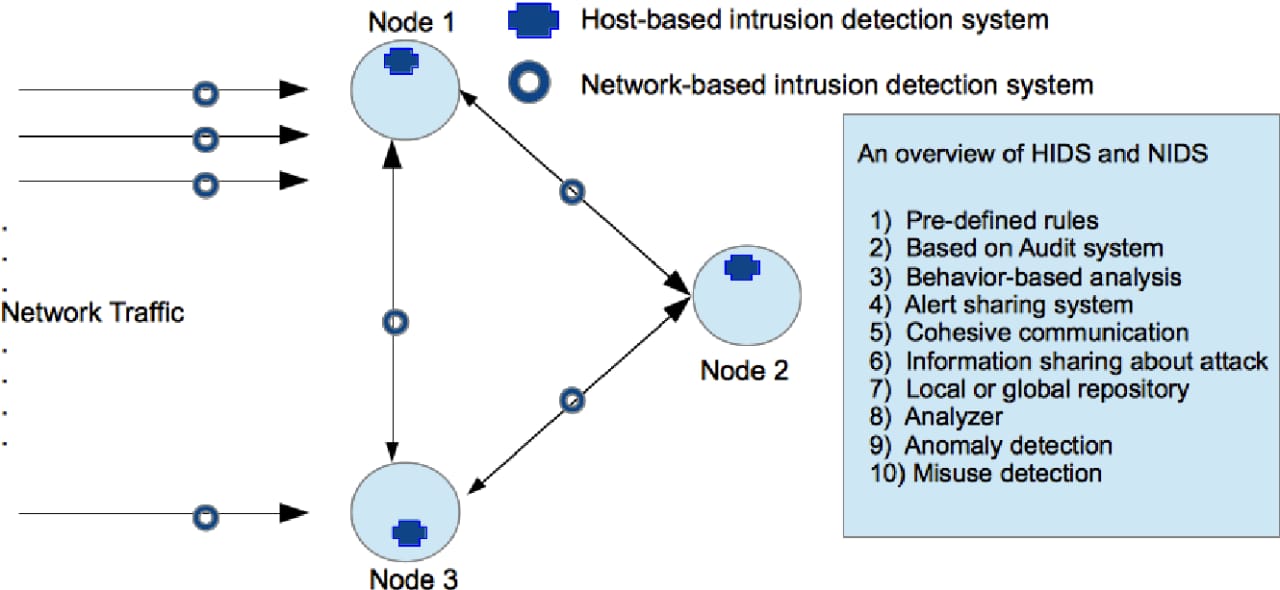 Node 1
Host-based intrusion detection system
Network-based intrusion detection system
An overview of HIDS and NIDS
1) Pre-defined rules
2) Based on Audit system
3) Behavior-based analysis
4) Alert sharing system
5) Cohesive communication
6) Information sharing about attack
7) Local or global repository
8) Analyzer
9) Anomaly detection
10) Misuse detection
Network Traffic
Node 2
Node 3